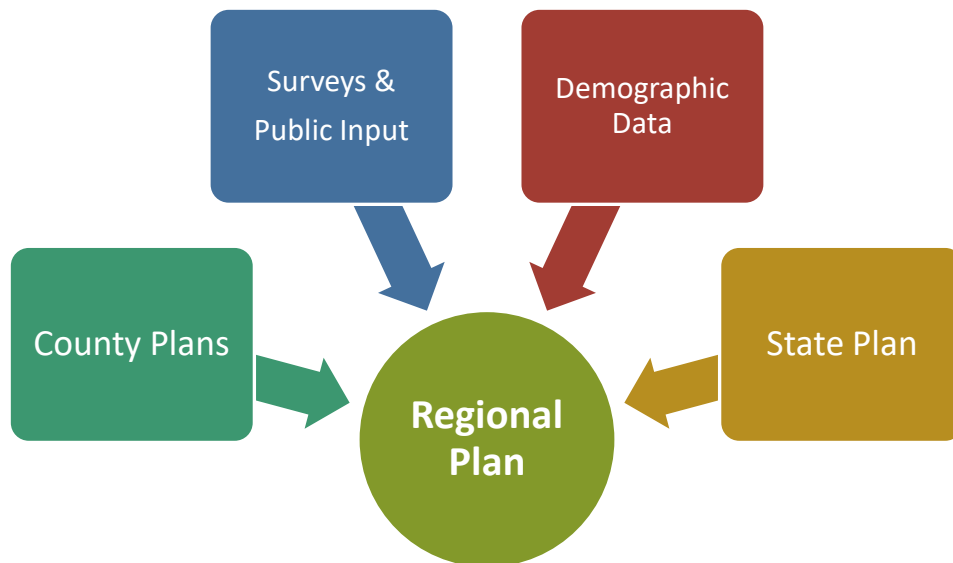 Surveys &
Public Input
Demographic
Data
County Plans
State Plan
Regional
Plan